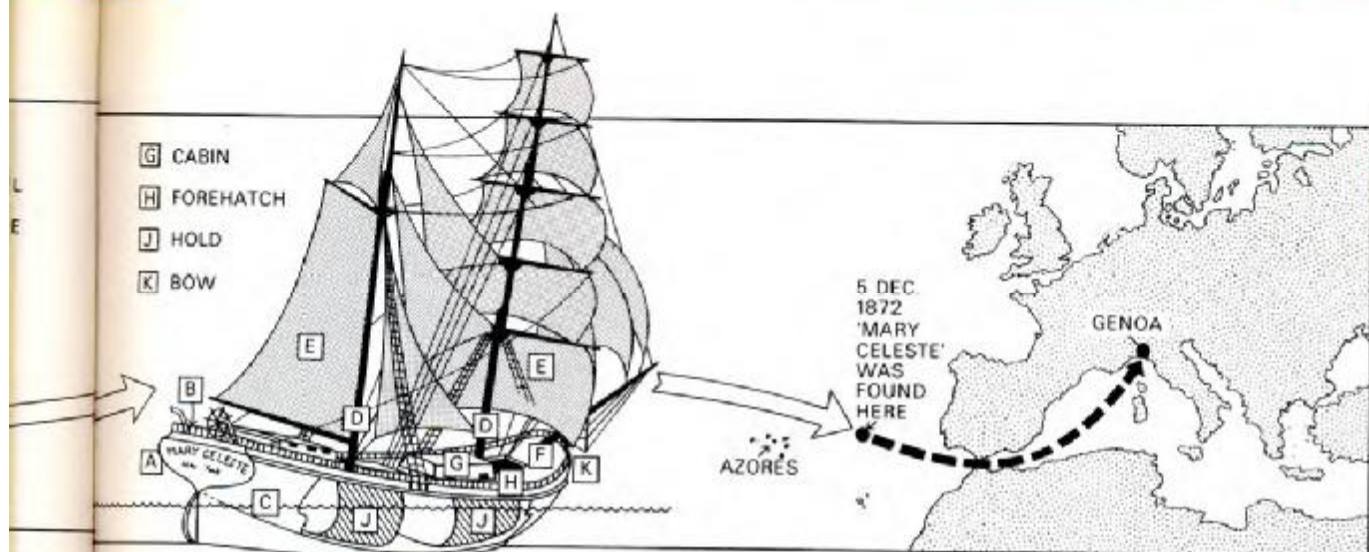 L
E
G CABIN
H FOREHATCH
J HOLD
K BOW
E
E
B
D
D
A
MARY CELESTE
G
F
H
K
C
J
J
5 DEC.
1872
'MARY
CELESTE'
WAS
FOUND
HERE
GENOA
AZORES